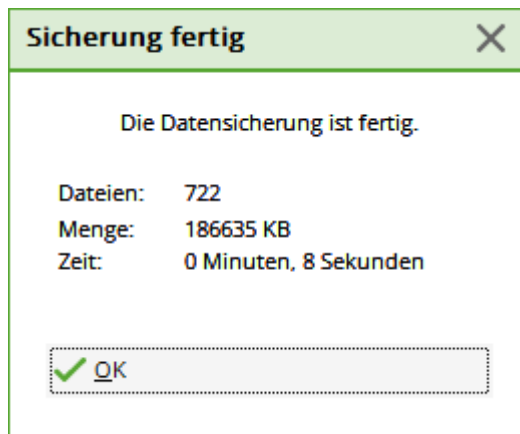 Sicherung fertig
Die Datensicherung ist fertig.
Dateien: 722
Menge: 186635 KB
Zeit: 0 Minuten, 8 Sekunden
OK